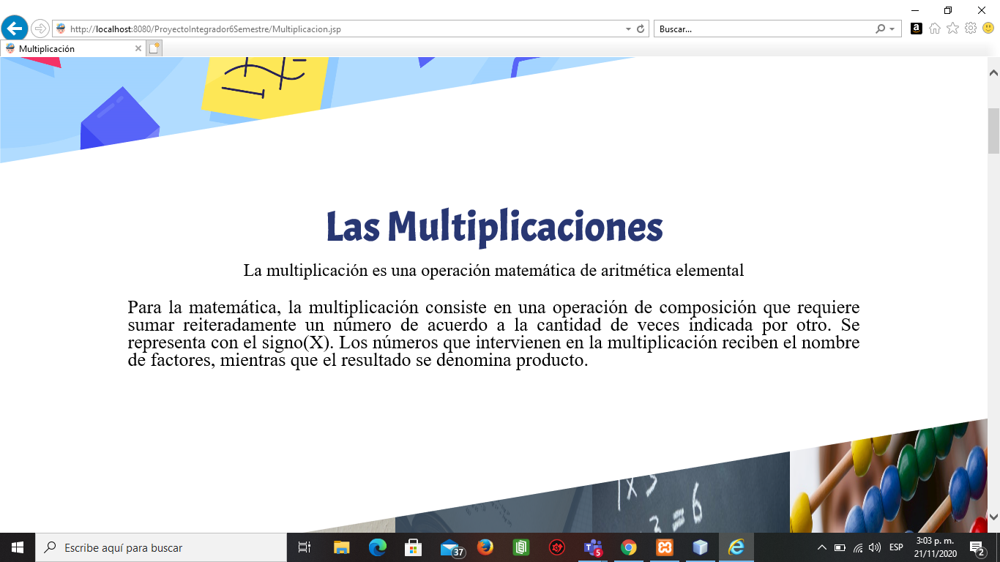 http://localhost:8080/ProyectoIntegrador6Semestre/Multiplicacion.jsp
Buscar...
Multiplicación
Las Multiplicaciones
La multiplicación es una operación matemática de aritmética elemental
Para la matemática, la multiplicación consiste en una operación de composición que requiere
sumar reiteradamente un número de acuerdo a la cantidad de veces indicada por otro. Se
representa con el signo(X). Los números que intervienen en la multiplicación reciben el nombre
de factores, mientras que el resultado se denomina producto.
1x3
3=6
Escribe aquí para buscar
37
5
ESP
3:03 p. m.
21/11/2020
2